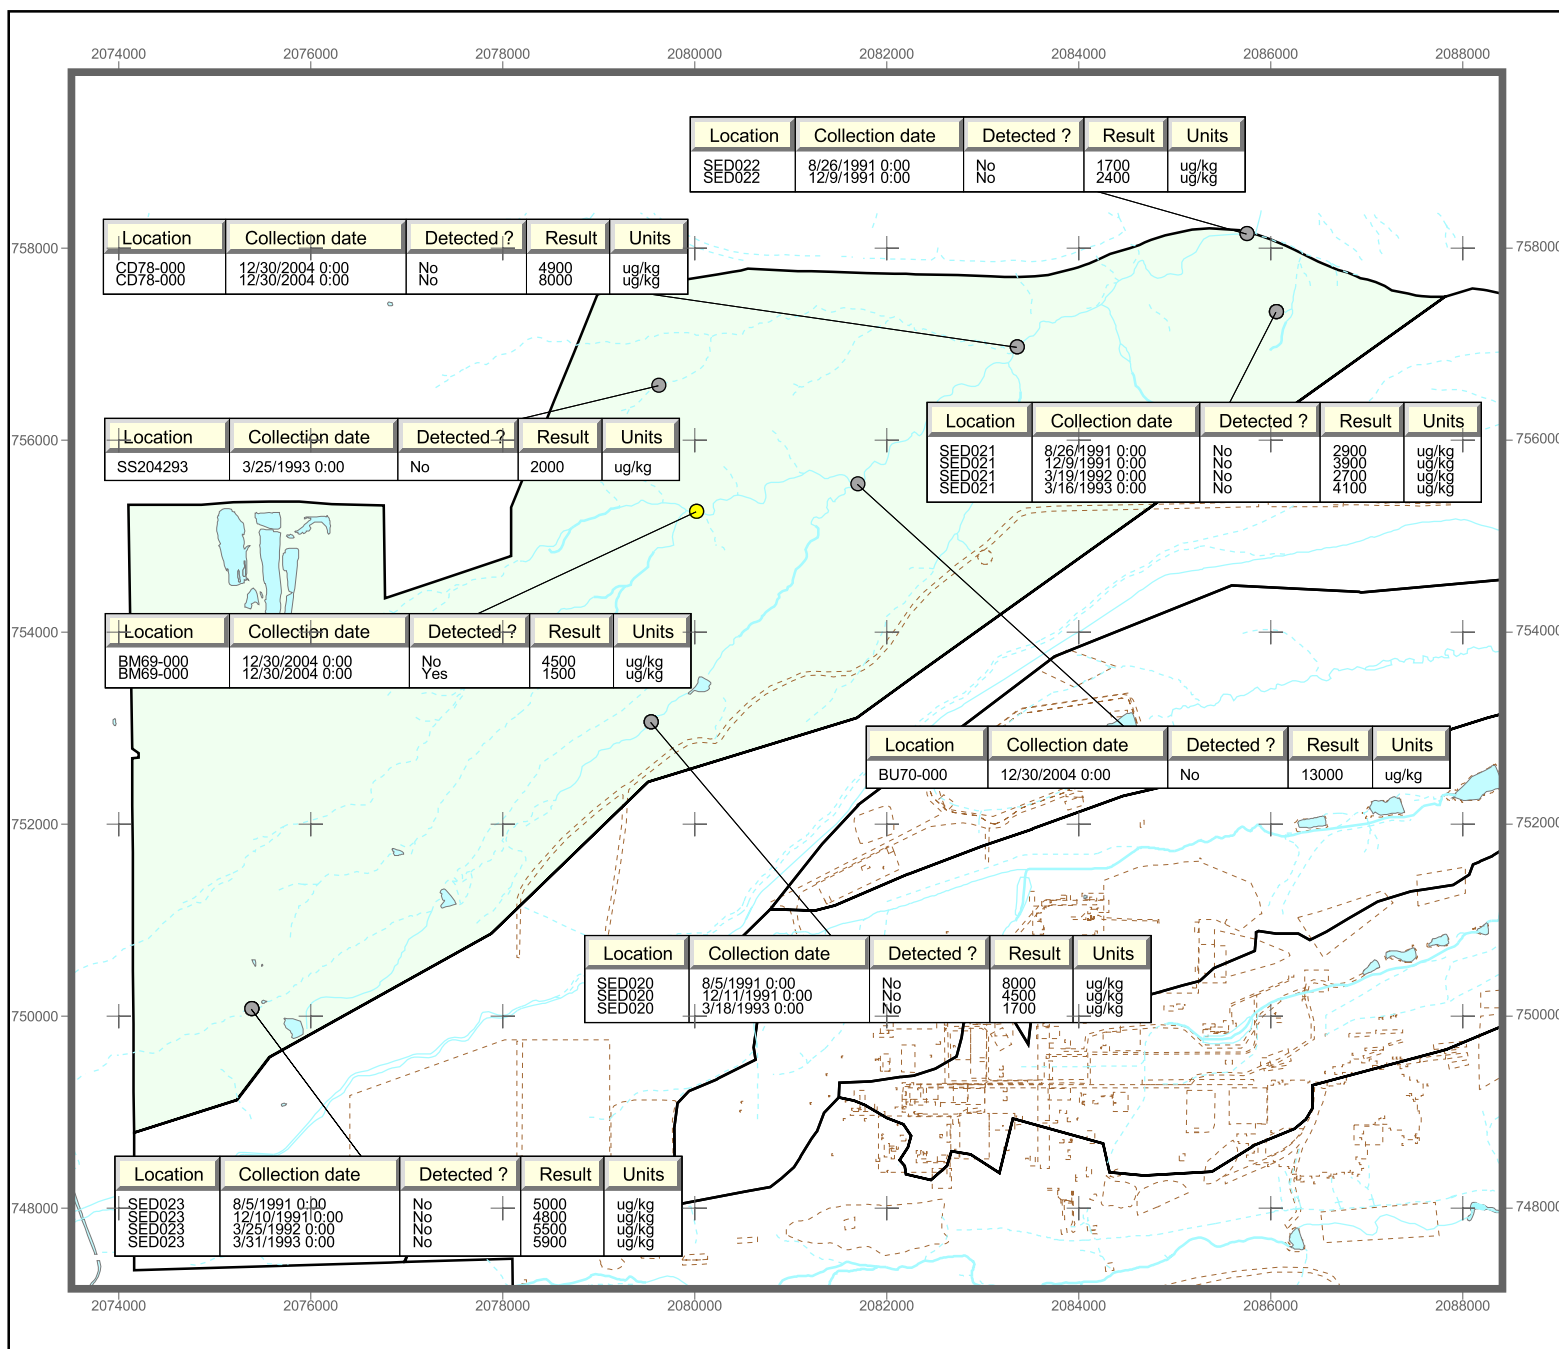 2074000 2076000 2078000 2080000 2082000 2084000 2086000 2088000
Location Collection date Detected ? Result Units
SED022 8/26/1991 0:00 No 1700 ug/kg
SED022 12/9/1991 0:00 No 2400 ug/kg
758000 758000
Location Collection date Detected ? Result Units
CD78-000 12/30/2004 0:00 No 4900 ug/kg
CD78-000 12/30/2004 0:00 No 8000 ug/kg
756000 756000
Location Collection date Detected ? Result Units
SS204293 3/25/1993 0:00 No 2000 ug/kg
Location Collection date Detected ? Result Units
SED021 8/26/1991 0:00 No 2900 ug/kg
SED021 12/9/1991 0:00 No 3900 ug/kg
SED021 3/19/1992 0:00 No 2700 ug/kg
SED021 3/16/1993 0:00 No 4100 ug/kg
754000 754000
Location Collection date Detected ? Result Units
BM69-000 12/30/2004 0:00 No 4500 ug/kg
BM69-000 12/30/2004 0:00 Yes 1500 ug/kg
Location Collection date Detected ? Result Units
BU70-000 12/30/2004 0:00 No 13000 ug/kg
752000 752000
Location Collection date Detected ? Result Units
SED020 8/5/1991 0:00 No 8000 ug/kg
SED020 12/11/1991 0:00 No 4500 ug/kg
SED020 3/18/1993 0:00 No 1700 ug/kg
750000 750000
Location Collection date Detected ? Result Units
SED023 8/5/1991 0:00 No 5000 ug/kg
SED023 12/10/1991 0:00 No 4800 ug/kg
SED023 3/25/1992 0:00 No 5500 ug/kg
SED023 3/31/1993 0:00 No 5900 ug/kg
748000 748000
2074000 2076000 2078000 2080000 2082000 2084000 2086000 2088000